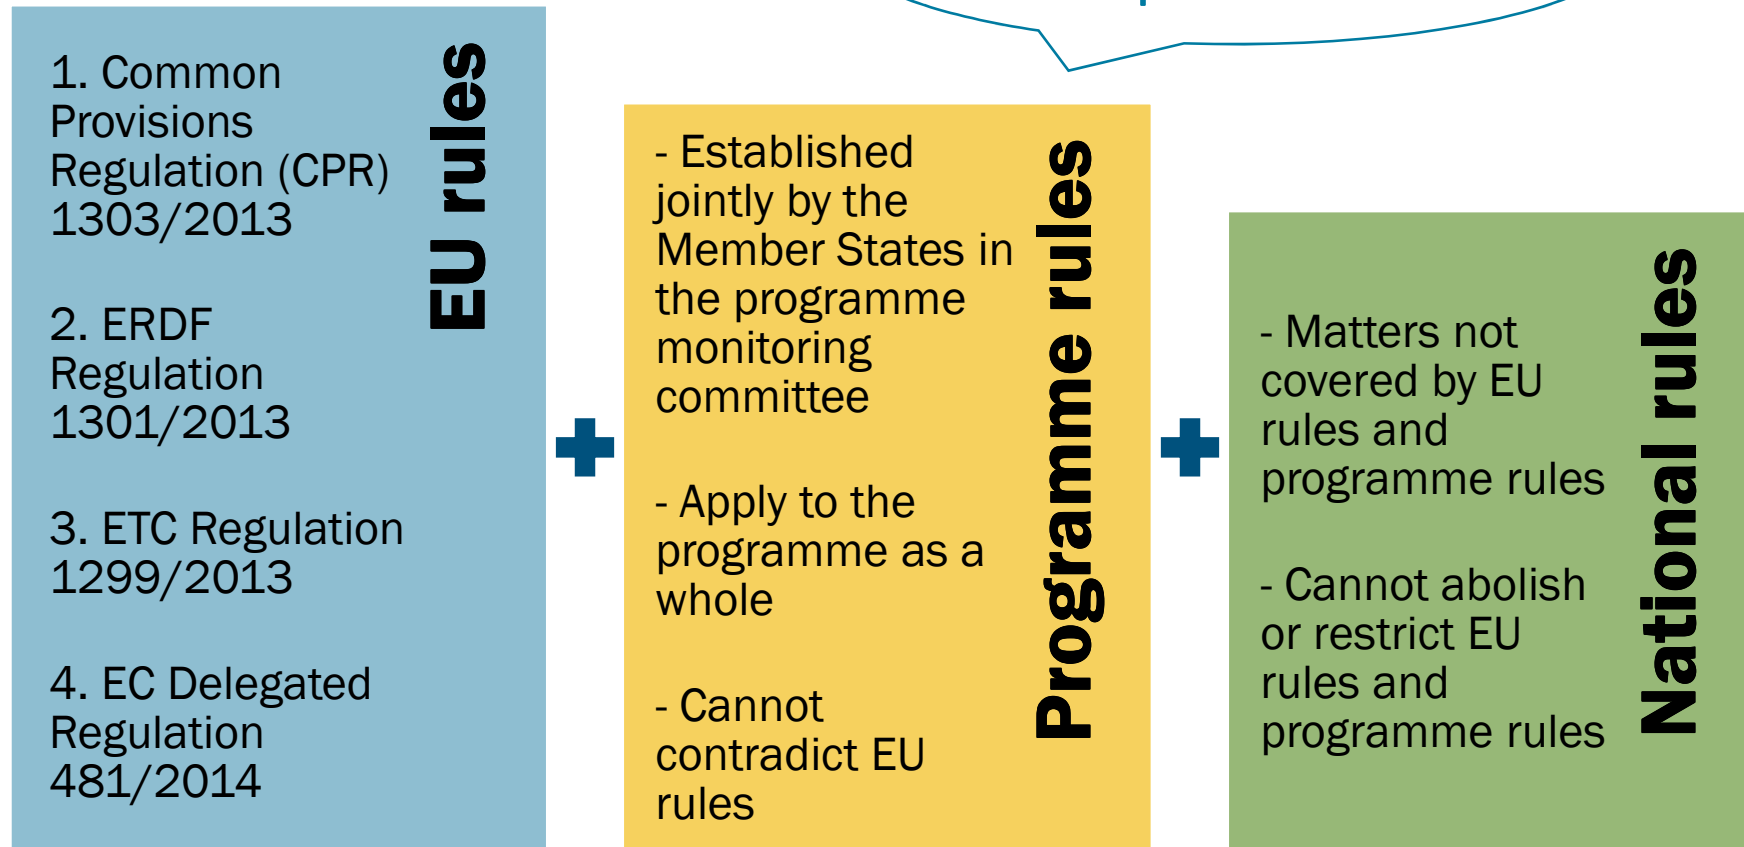 1. Common
Provisions
Regulation (CPR)
1303/2013
2. ERDF
Regulation
1301/2013
3. ETC Regulation
1299/2013
4. EC Delegated
Regulation
481/2014
EU rules
- Established
jointly by the
Member States in
the programme
monitoring
committee
- Apply to the
programme as a
whole
- Cannot
contradict EU
rules
Programme rules
- Matters not
covered by EU
rules and
programme rules
- Cannot abolish
or restrict EU
rules and
programme rules
National rules